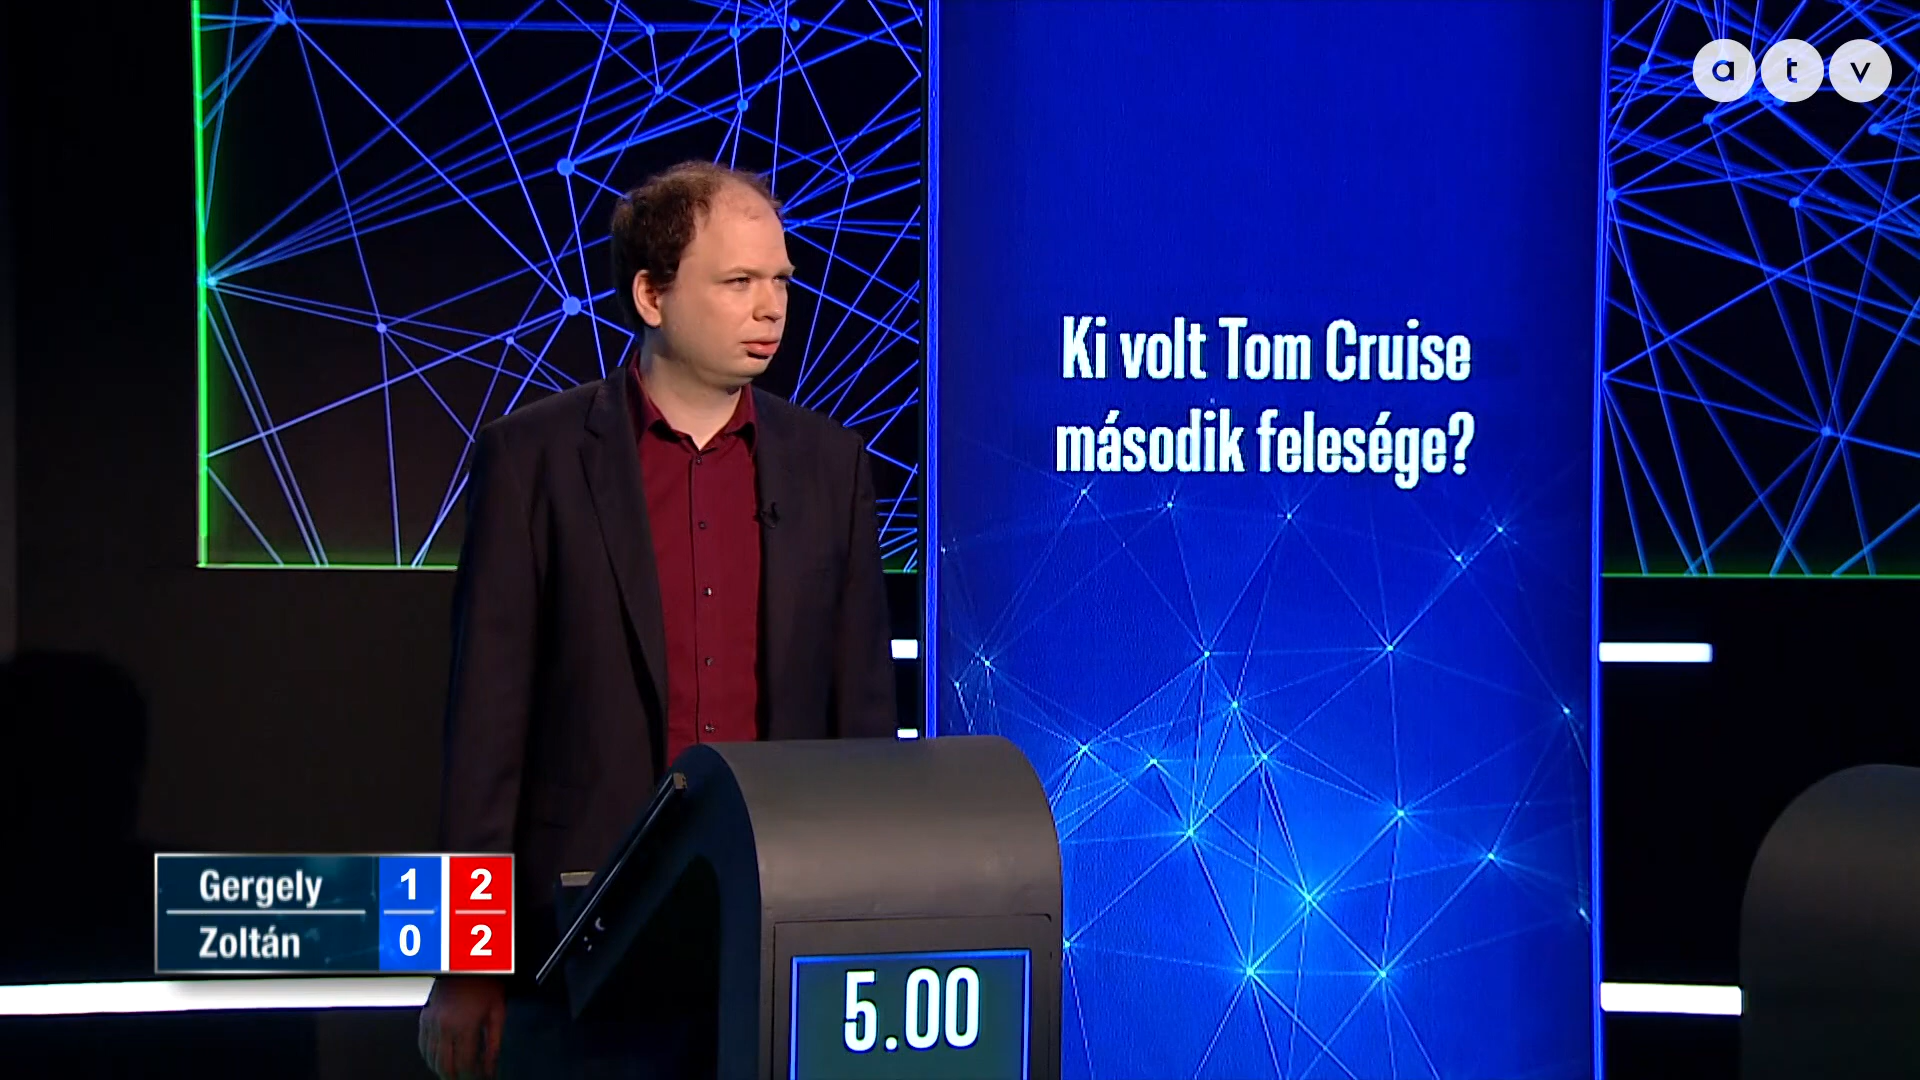 atv
Ki volt Tom Cruise
második felesége?
Gergely 1 2
Zoltán 0 2
5.00